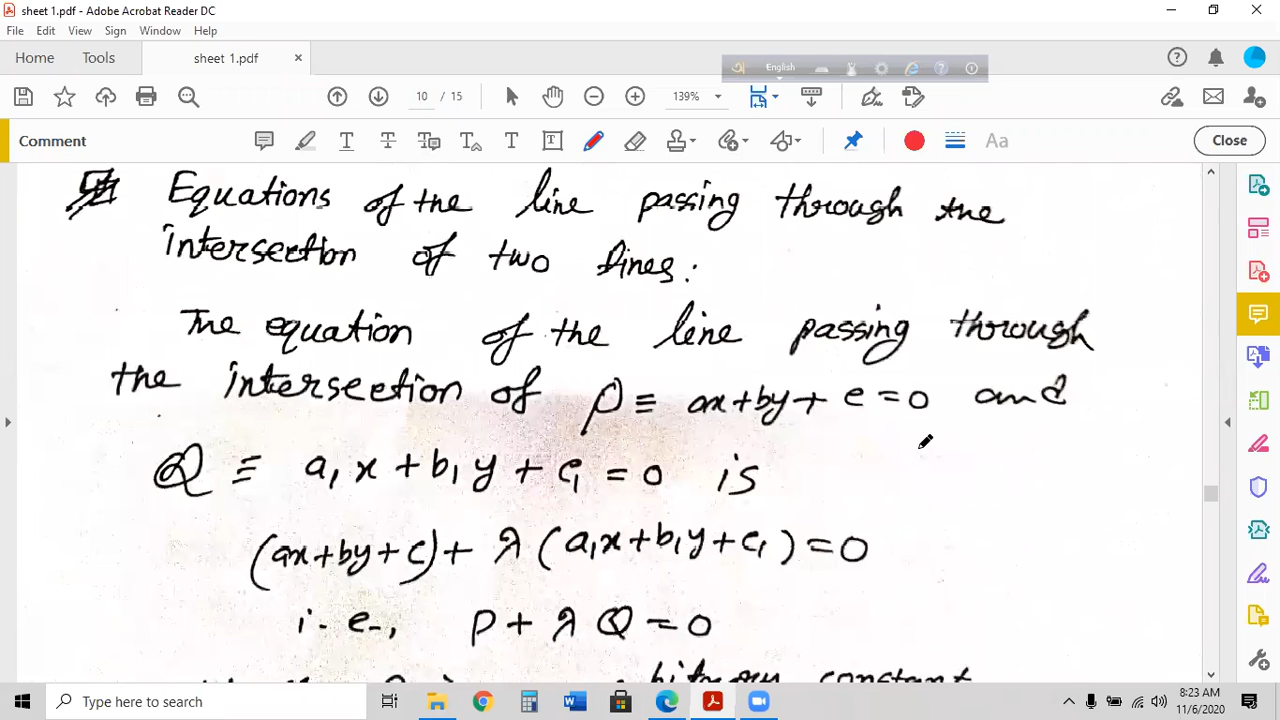 sheet 1.pdf - Adobe Acrobat Reader DC
File Edit View Sign Window Help
Home Tools sheet 1.pdf ×
English
10 / 15 139%
Comment Aa Close
Equations of the line passing through the
intersection of two lines:
The equation of the line passing through
the intersection of P ≡ ax+by+c=0 and
Q ≡ a₁x+b₁y+c₁=0 is
(ax+by+c)+λ(a₁x+b₁y+c₁)=0
i.e., P+λQ=0
bitrary constant
Type here to search
8:23 AM
11/6/2020